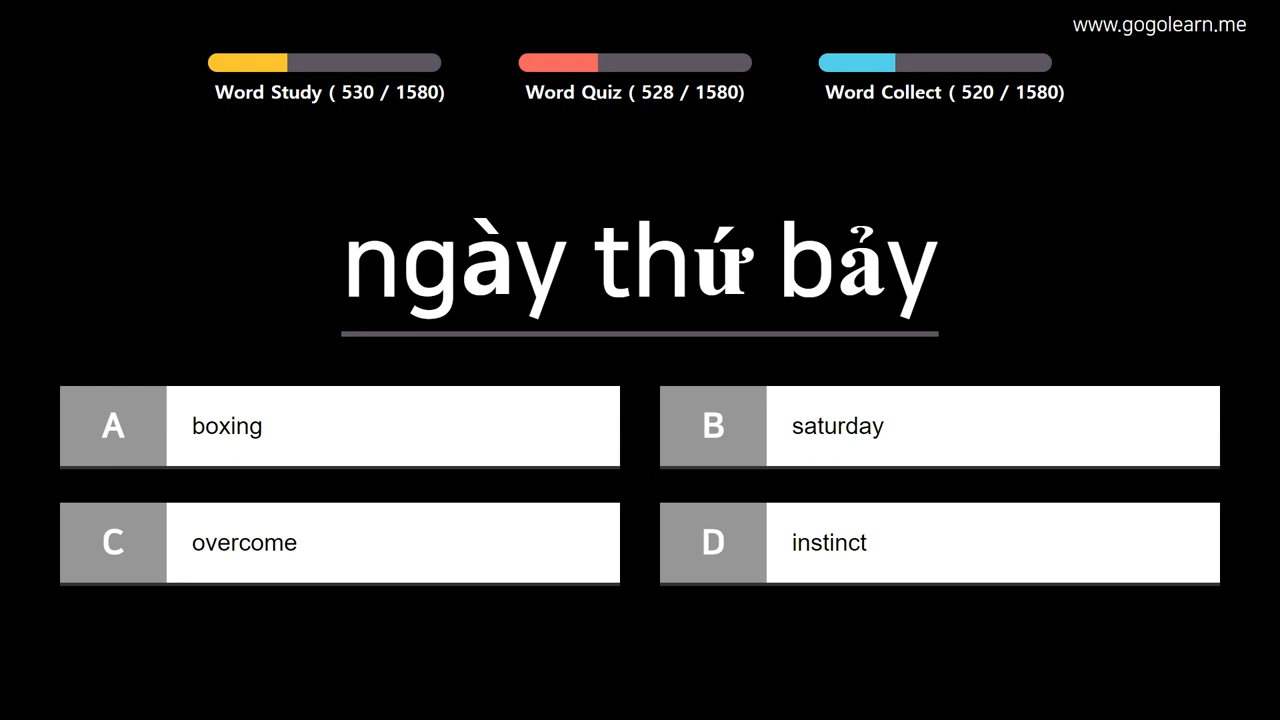 www.gogolearn.me
Word Study ( 530 / 1580)
Word Quiz ( 528 / 1580)
Word Collect ( 520 / 1580)
ngày thứ bảy
A boxing
B saturday
C overcome
D instinct